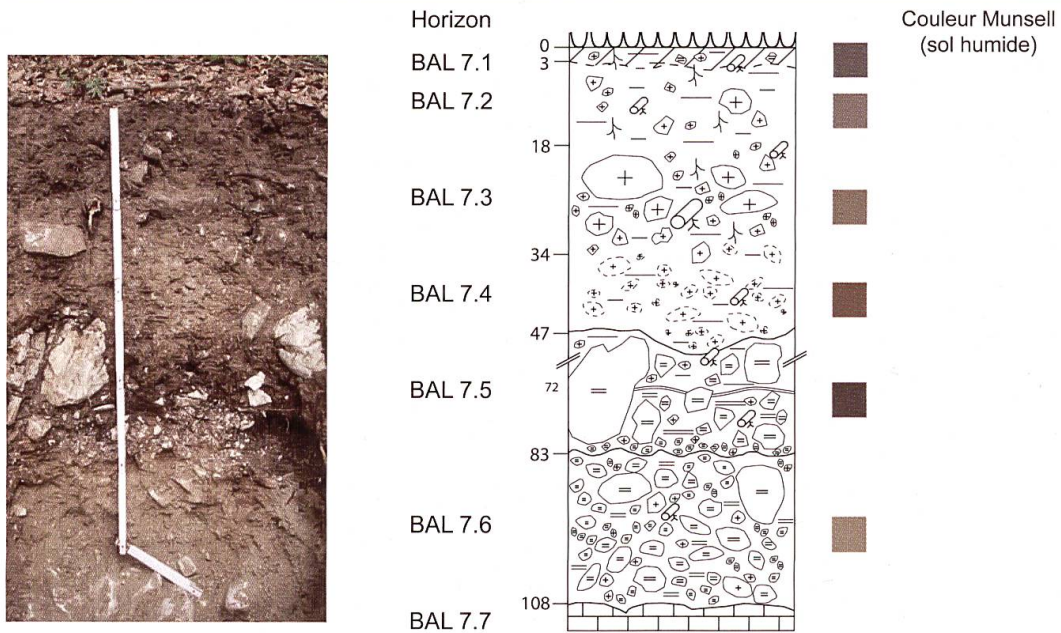 Horizon
Couleur Munsell
(sol humide)
0
BAL 7.1
3
BAL 7.2
18
BAL 7.3
34
BAL 7.4
47
BAL 7.5
72
83
BAL 7.6
108
BAL 7.7